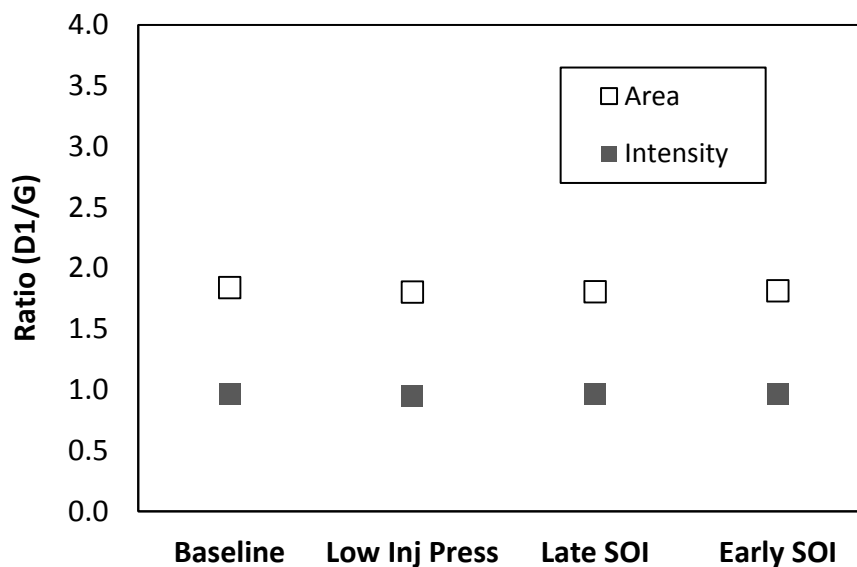 Ratio (D1/G)
4.0
3.5
3.0
2.5
2.0
1.5
1.0
0.5
0.0
Area
Intensity
Baseline Low Inj Press Late SOI Early SOI